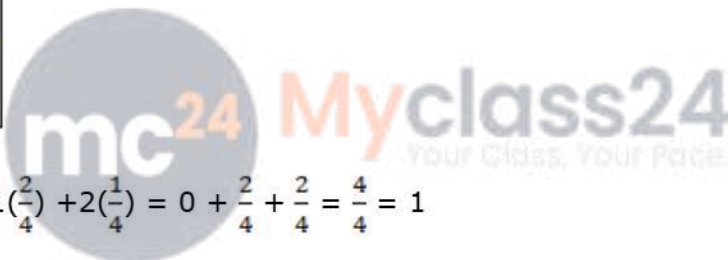 mc24 Myclass24
Your Class, Your Pace
(2/4) +2(1/4) = 0 + 2/4 + 2/4 = 4/4 = 1